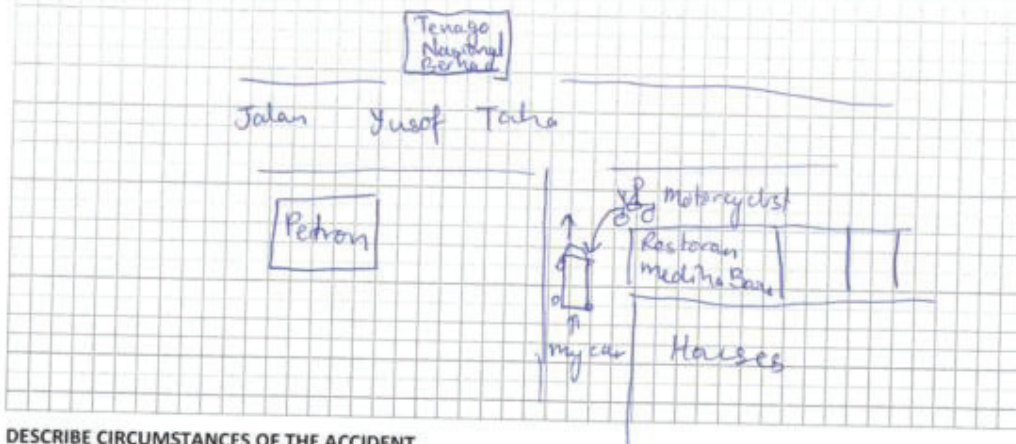 Tenaga
Nasional
Berhad
Jalan Yusof Taha
Petron
Motorcyclist
Restoran
Medina Baru
my car
Houses
DESCRIBE CIRCUMSTANCES OF THE ACCIDENT